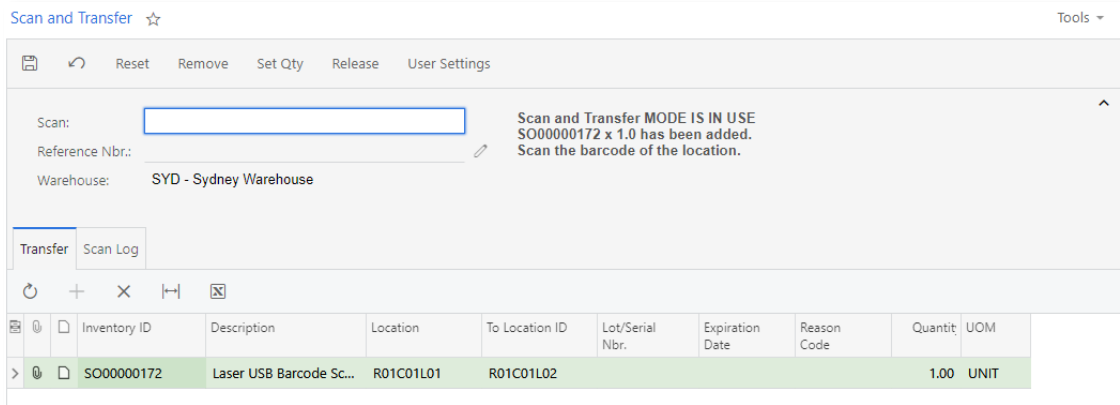 Scan and Transfer
Tools
Reset Remove Set Qty Release User Settings
Scan:
Scan and Transfer MODE IS IN USE
SO00000172 x 1.0 has been added.
Scan the barcode of the location.
Reference Nbr.:
Warehouse: SYD - Sydney Warehouse
Transfer Scan Log
Inventory ID Description Location To Location ID Lot/Serial Nbr. Expiration Date Reason Code Quantit UOM
SO00000172 Laser USB Barcode Sc... R01C01L01 R01C01L02 1.00 UNIT